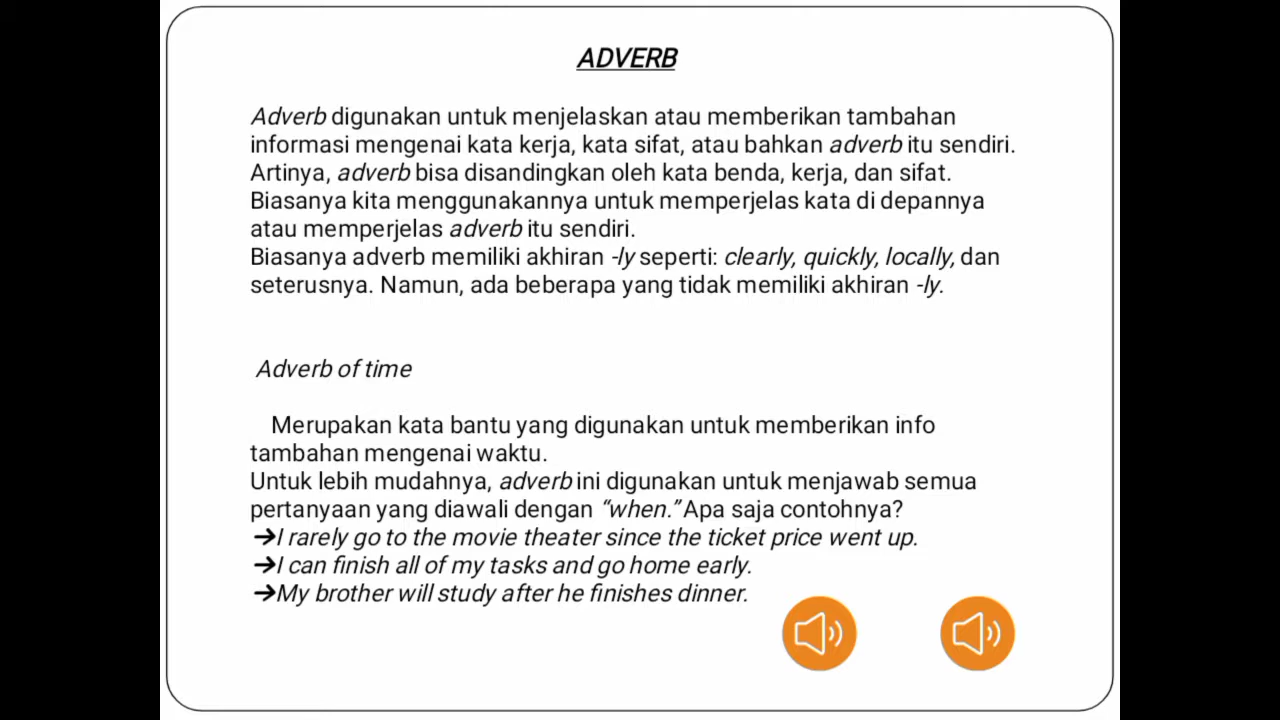 ADVERB
Adverb digunakan untuk menjelaskan atau memberikan tambahan
informasi mengenai kata kerja, kata sifat, atau bahkan adverb itu sendiri.
Artinya, adverb bisa disandingkan oleh kata benda, kerja, dan sifat.
Biasanya kita menggunakannya untuk memperjelas kata di depannya
atau memperjelas adverb itu sendiri.
Biasanya adverb memiliki akhiran -ly seperti: clearly, quickly, locally, dan
seterusnya. Namun, ada beberapa yang tidak memiliki akhiran -ly.
Adverb of time
Merupakan kata bantu yang digunakan untuk memberikan info
tambahan mengenai waktu.
Untuk lebih mudahnya, adverb ini digunakan untuk menjawab semua
pertanyaan yang diawali dengan “when.” Apa saja contohnya?
➔I rarely go to the movie theater since the ticket price went up.
➔I can finish all of my tasks and go home early.
➔My brother will study after he finishes dinner.